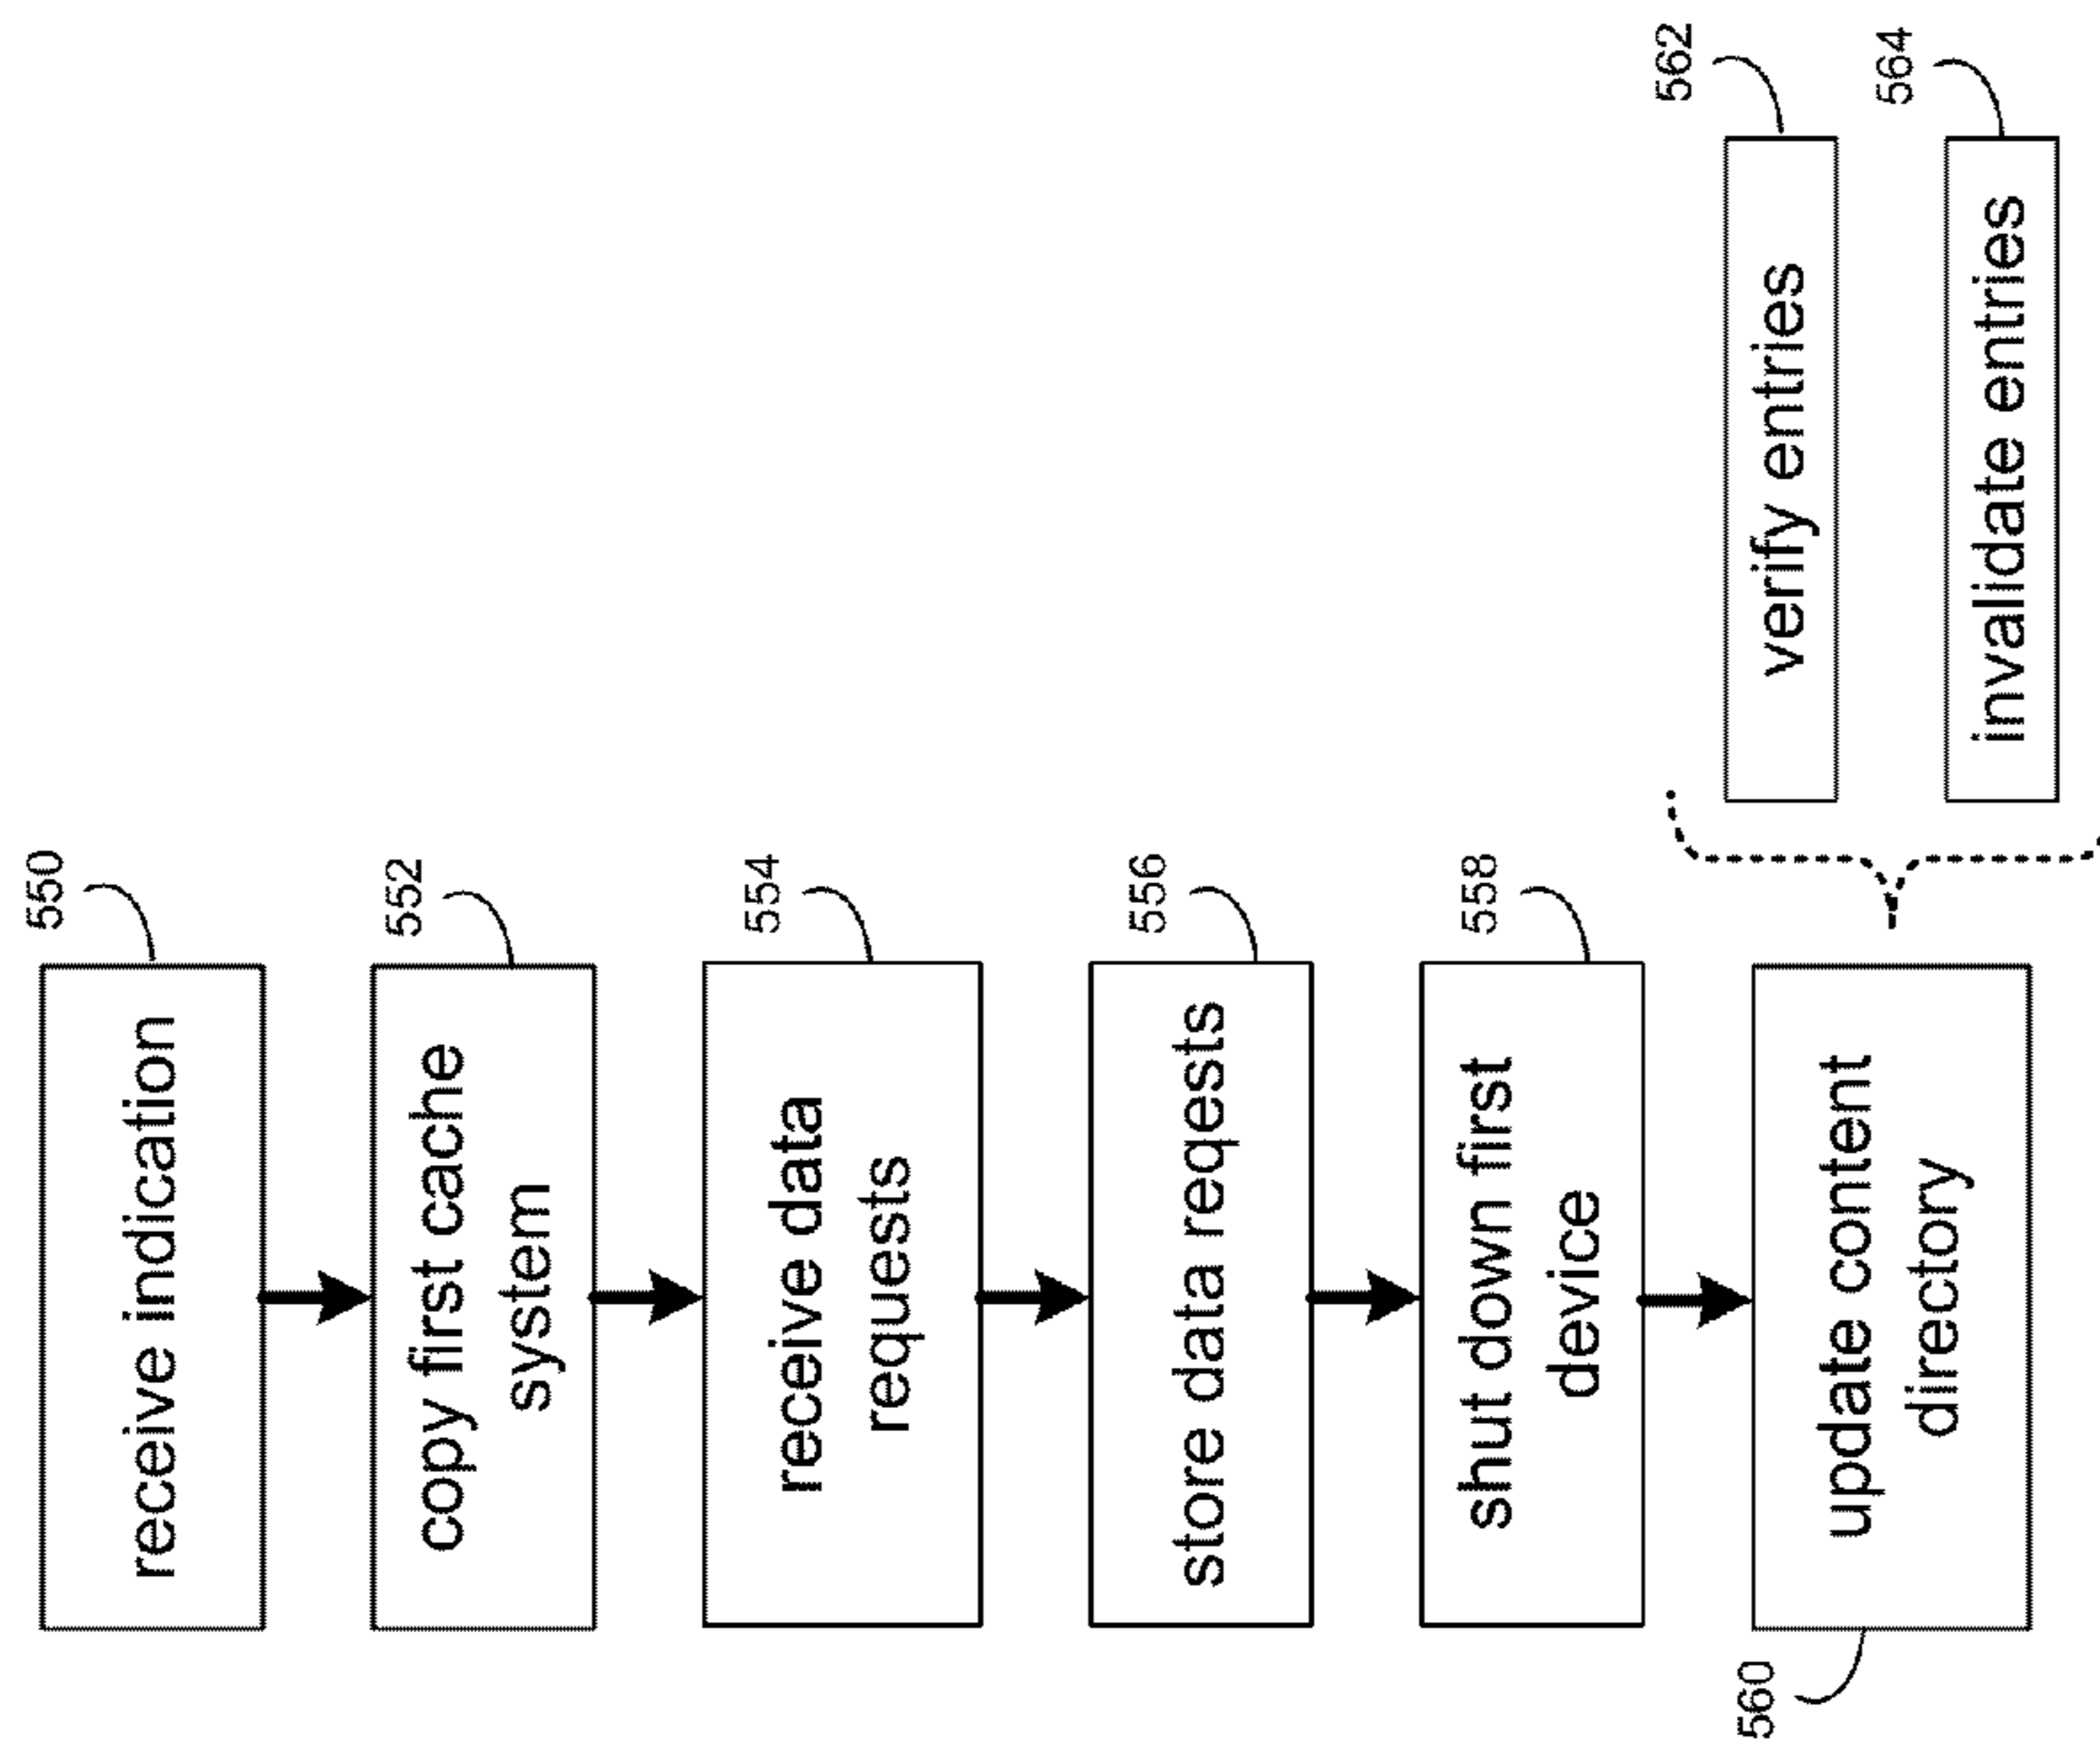 550
receive indication
552
copy first cache
system
554
receive data
requests
556
store data reqests
558
shut down first
device
560
update content
directory
562
verify entries
564
invalidate entries